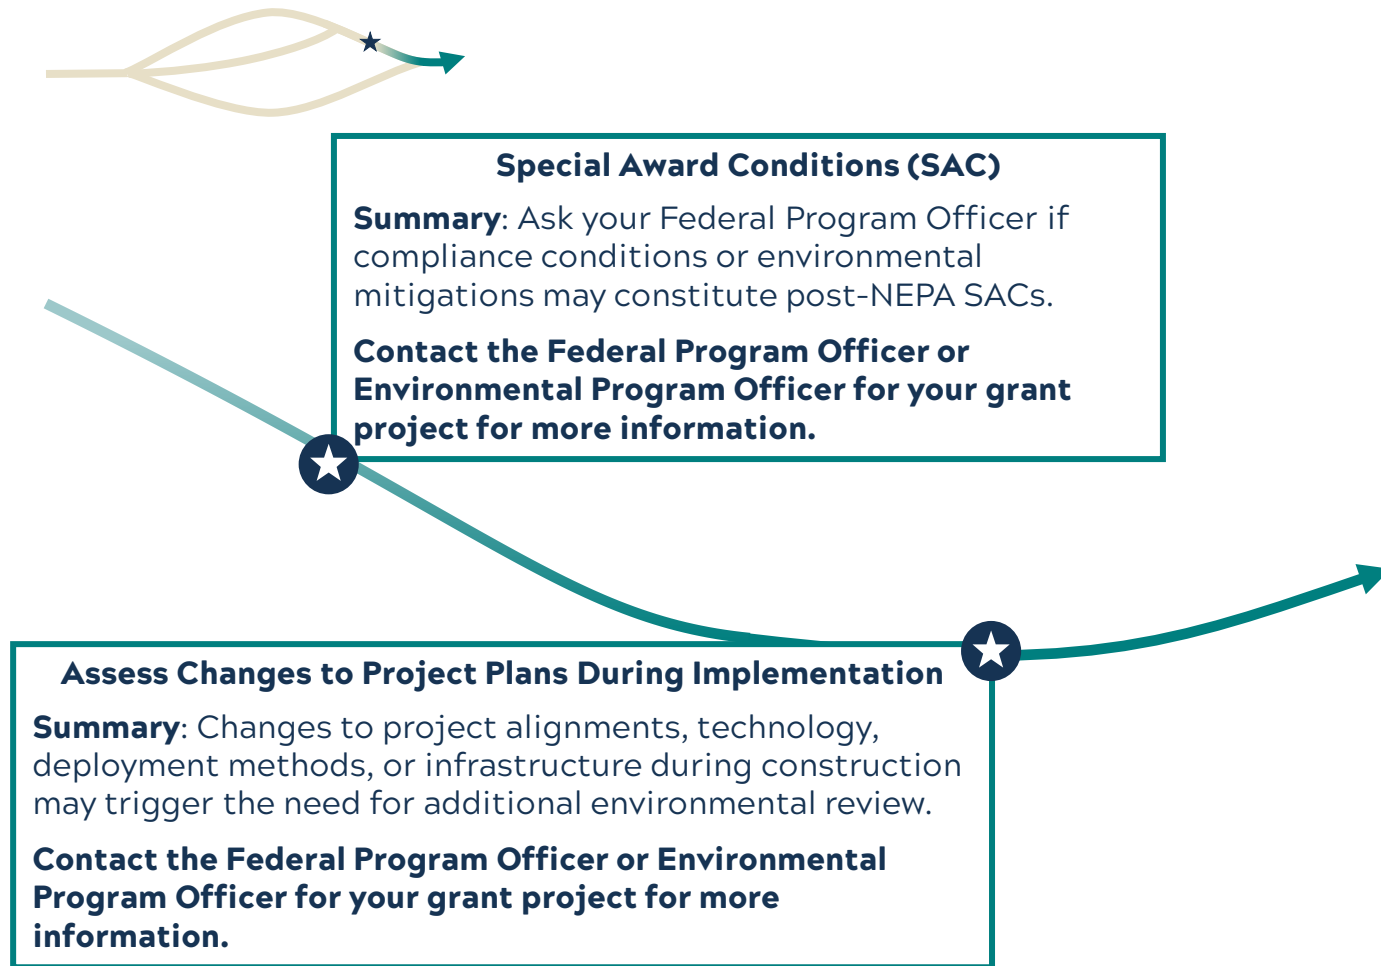 Special Award Conditions (SAC)
Summary: Ask your Federal Program Officer if
compliance conditions or environmental
mitigations may constitute post-NEPA SACs.
Contact the Federal Program Officer or
Environmental Program Officer for your grant
project for more information.
Assess Changes to Project Plans During Implementation
Summary: Changes to project alignments, technology,
deployment methods, or infrastructure during construction
may trigger the need for additional environmental review.
Contact the Federal Program Officer or Environmental
Program Officer for your grant project for more
information.